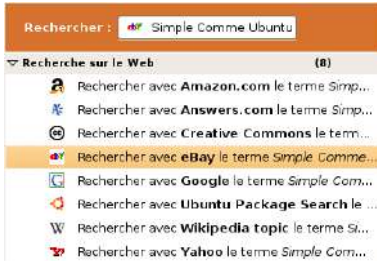 Rechercher : Simple Comme Ubuntu
Recherche sur le Web (8)
Rechercher avec Amazon.com le terme Simp...
Rechercher avec Answers.com le terme Simp...
Rechercher avec Creative Commons le term...
Rechercher avec eBay le terme Simple Comme...
Rechercher avec Google le terme Simple Com...
Rechercher avec Ubuntu Package Search le ...
Rechercher avec Wikipedia topic le terme Si...
Rechercher avec Yahoo le terme Simple Com...